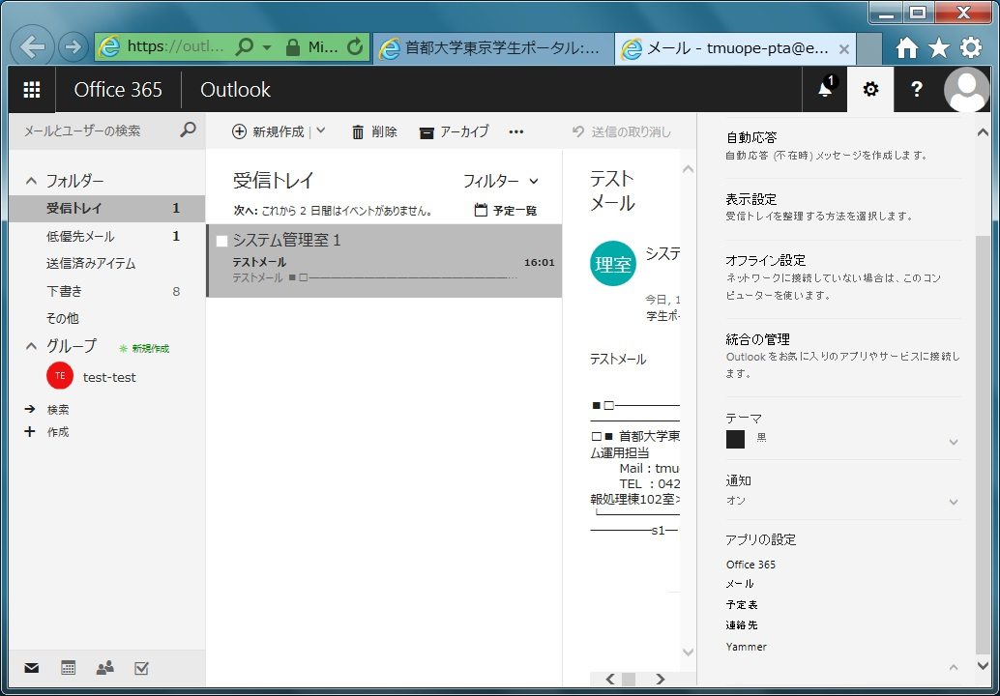 https://outl...
Mi...
首都大学東京学生ポータル:...
メール - tmuope-pta@e...
Office 365
Outlook
1
?
メールとユーザーの検索
新規作成
削除
アーカイブ
...
送信の取り消し
フォルダー
受信トレイ 1
低優先メール 1
送信済みアイテム
下書き 8
その他
グループ
新規作成
TE
test-test
検索
作成
受信トレイ
フィルター
次へ: これから 2 日間はイベントがありません。
予定一覧
システム管理室 1
テストメール 16:01
テストメール ■ □―――――――――――――――――…
テスト
メール
理室
システ
今日, 1
学生ポ-
テストメール
■ □――――――
□ ■ 首都大学東
ム運用担当
Mail : tmu
TEL : 042
報処理棟102室>
└――――――
――――――s1―
自動応答
自動応答 (不在時) メッセージを作成します。
表示設定
受信トレイを整理する方法を選択します。
オフライン設定
ネットワークに接続していない場合は、このコン
ピューターを使います。
統合の管理
Outlook をお気に入りのアプリやサービスに接続し
ます。
テーマ
黒
通知
オン
アプリの設定
Office 365
メール
予定表
連絡先
Yammer